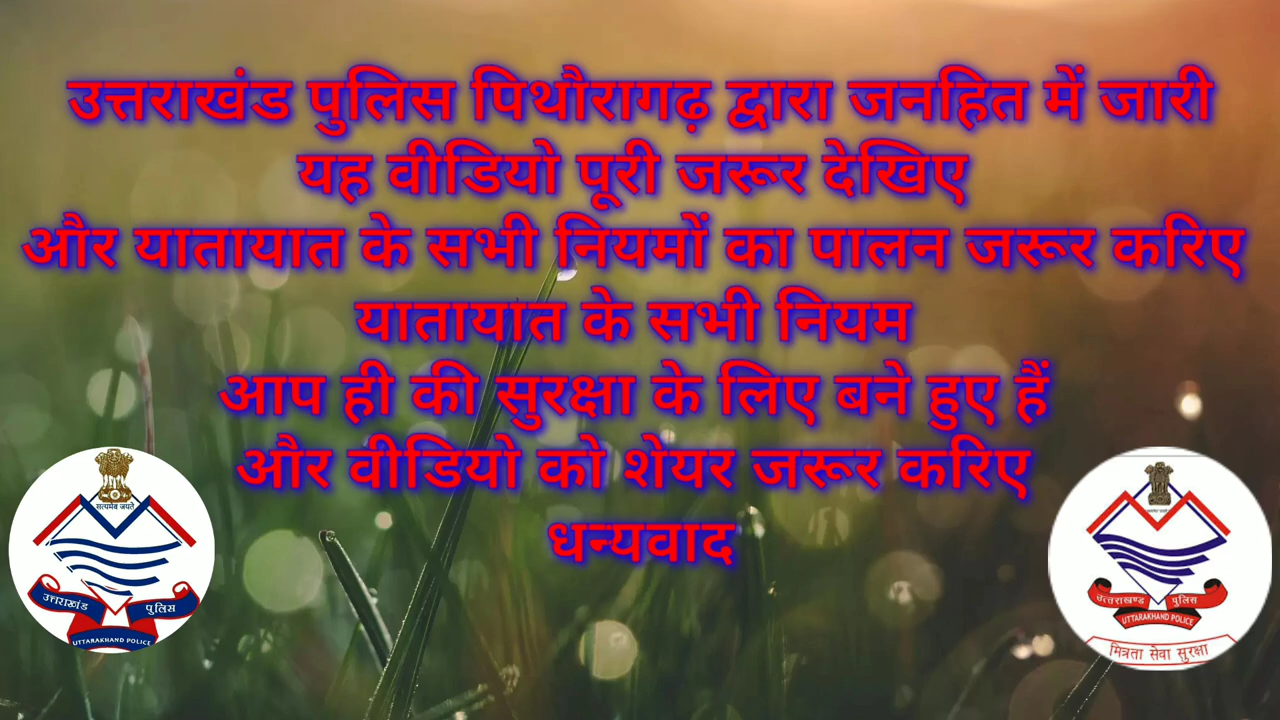 उत्तराखंड पुलिस पिथौरागढ़ द्वारा जनहित में जारी
यह वीडियो पूरी जरूर देखिए
और यातायात के सभी नियमों का पालन जरूर करिए
यातायात के सभी नियम
आप ही की सुरक्षा के लिए बने हुए हैं
और वीडियो को शेयर जरूर करिए
धन्यवाद
सत्यमेव जयते
उत्तराखंड पुलिस
UTTARAKHAND POLICE
उत्तराखण्ड पुलिस
UTTARAKHAND POLICE
मित्रता सेवा सुरक्षा